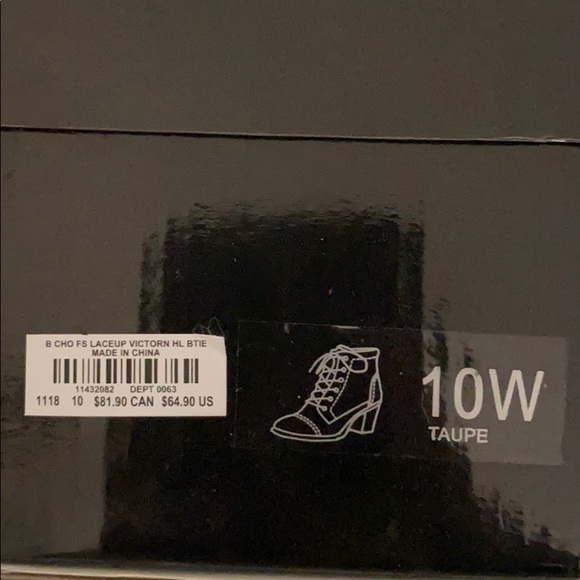 B CHO FS LACEUP VICTORN HL BTIE
MADE IN CHINA
11432082 DEPT 0063
1118 10 $81.90 CAN $64.90 US
10W
TAUPE